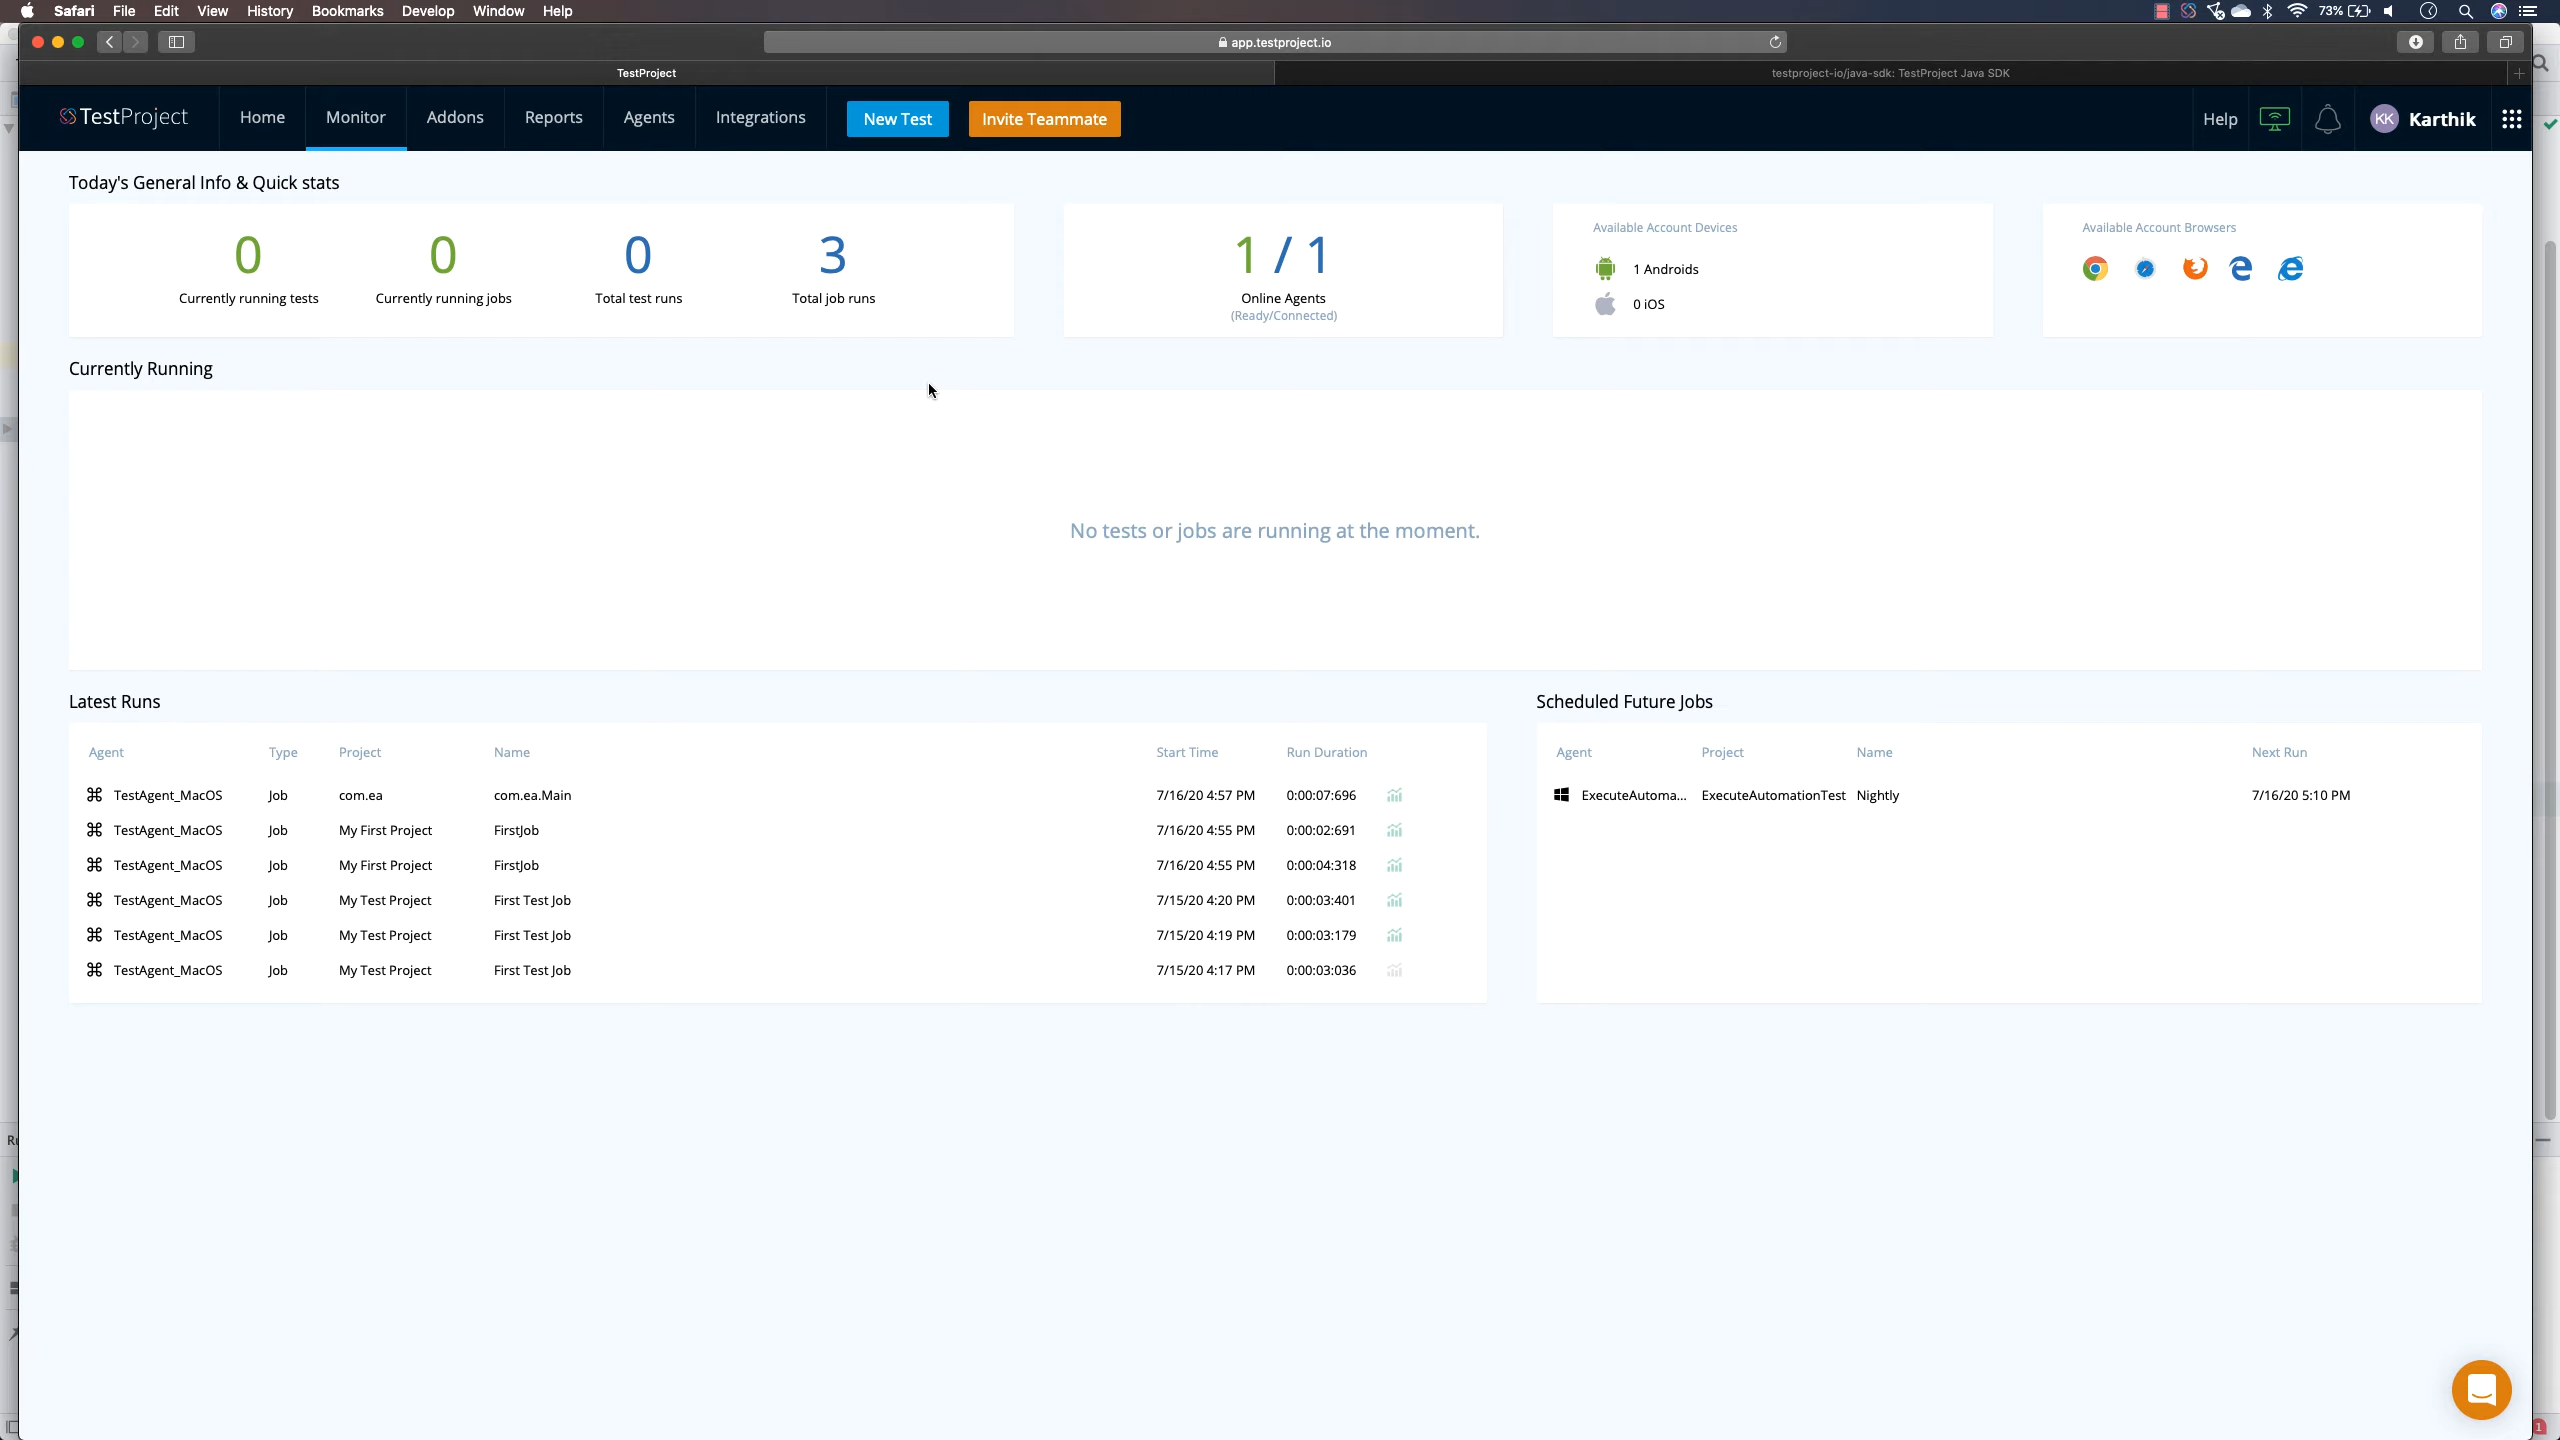 Safari File Edit View History Bookmarks Develop Window Help 73%
app.testproject.io
TestProject testproject-io/java-sdk: TestProject Java SDK
TestProject Home Monitor Addons Reports Agents Integrations New Test Invite Teammate Help KK Karthik
Today's General Info & Quick stats
0 0 0 3 1 / 1
Currently running tests Currently running jobs Total test runs Total job runs Online Agents
(Ready/Connected)
Available Account Devices
1 Androids
0 iOS
Available Account Browsers
Currently Running
No tests or jobs are running at the moment.
Latest Runs
Agent Type Project Name Start Time Run Duration
TestAgent_MacOS Job com.ea com.ea.Main 7/16/20 4:57 PM 0:00:07:696
TestAgent_MacOS Job My First Project FirstJob 7/16/20 4:55 PM 0:00:02:691
TestAgent_MacOS Job My First Project FirstJob 7/16/20 4:55 PM 0:00:04:318
TestAgent_MacOS Job My Test Project First Test Job 7/15/20 4:20 PM 0:00:03:401
TestAgent_MacOS Job My Test Project First Test Job 7/15/20 4:19 PM 0:00:03:179
TestAgent_MacOS Job My Test Project First Test Job 7/15/20 4:17 PM 0:00:03:036
Scheduled Future Jobs
Agent Project Name Next Run
ExecuteAutoma... ExecuteAutomationTest Nightly 7/16/20 5:10 PM
1